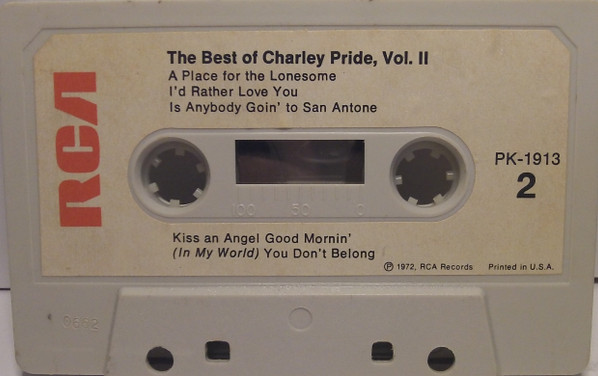 The Best of Charley Pride, Vol. II
A Place for the Lonesome
I'd Rather Love You
Is Anybody Goin' to San Antone
RCA
PK-1913
2
100 50 0
Kiss an Angel Good Mornin'
(In My World) You Don't Belong
Ⓟ 1972, RCA Records Printed in U.S.A.